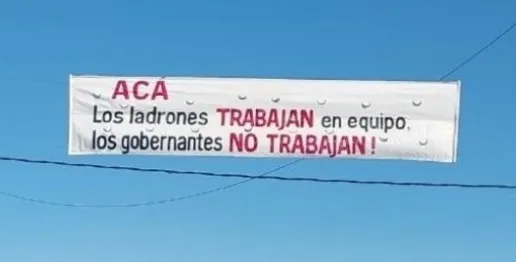 ACÁ
Los ladrones TRABAJAN en equipo,
los gobernantes NO TRABAJAN!